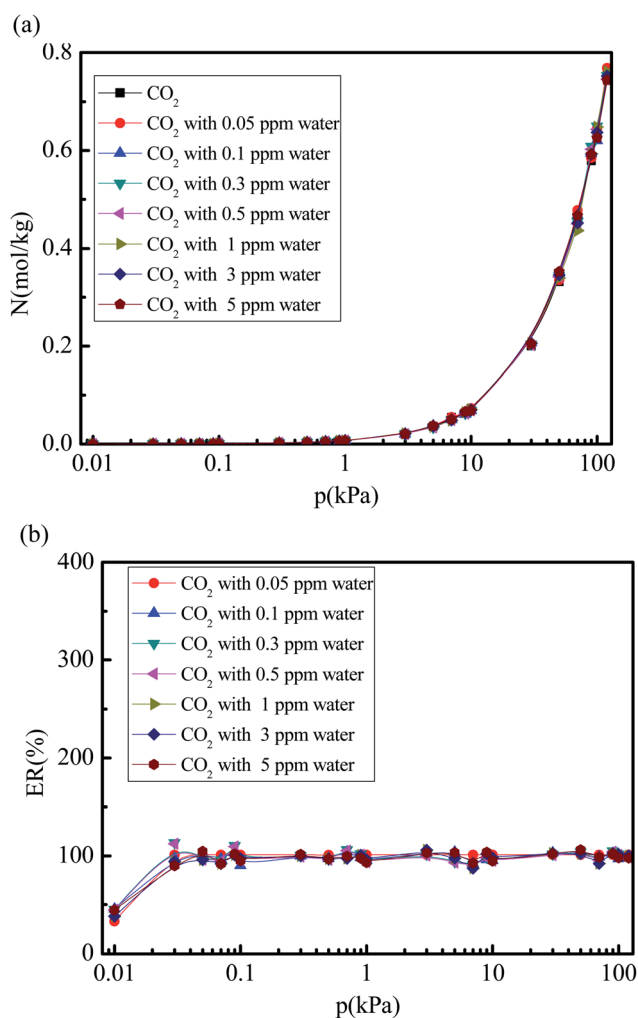 (a)
0.8
0.6
0.4
0.2
0.0
N(mol/kg)
CO2
CO2 with 0.05 ppm water
CO2 with 0.1 ppm water
CO2 with 0.3 ppm water
CO2 with 0.5 ppm water
CO2 with 1 ppm water
CO2 with 3 ppm water
CO2 with 5 ppm water
0.01 0.1 1 10 100
p(kPa)
(b)
400
300
200
100
0
ER(%)
CO2 with 0.05 ppm water
CO2 with 0.1 ppm water
CO2 with 0.3 ppm water
CO2 with 0.5 ppm water
CO2 with 1 ppm water
CO2 with 3 ppm water
CO2 with 5 ppm water
0.01 0.1 1 10 100
p(kPa)